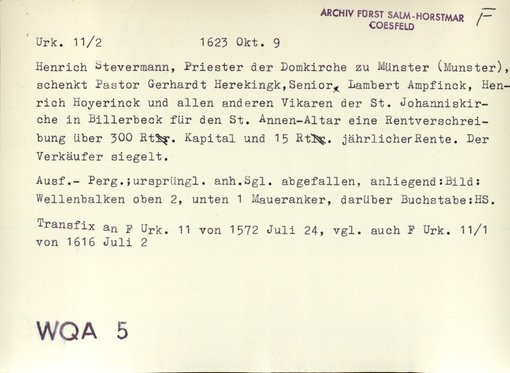 ARCHIV FÜRST SALM-HORSTMAR
COESFELD
F
Urk. 11/2 1623 Okt. 9
Henrich Stevermann, Priester der Domkirche zu Münster (Munster),
schenkt Pastor Gerhardt Herekingk,Senior, Lambert Ampfinck, Hen-
rich Hoyerinck und allen anderen Vikaren der St. Johanniskir-
che in Billerbeck für den St. Annen-Altar eine Rentverschrei-
bung über 300 Rtlr. Kapital und 15 Rtlr. jährlicher Rente. Der
Verkäufer siegelt.
Ausf.- Perg.;ursprüngl. anh.Sgl. abgefallen, anliegend:Bild:
Wellenbalken oben 2, unten 1 Maueranker, darüber Buchstabe:HS.
Transfix an F Urk. 11 von 1572 Juli 24, vgl. auch F Urk. 11/1
von 1616 Juli 2
WQA 5